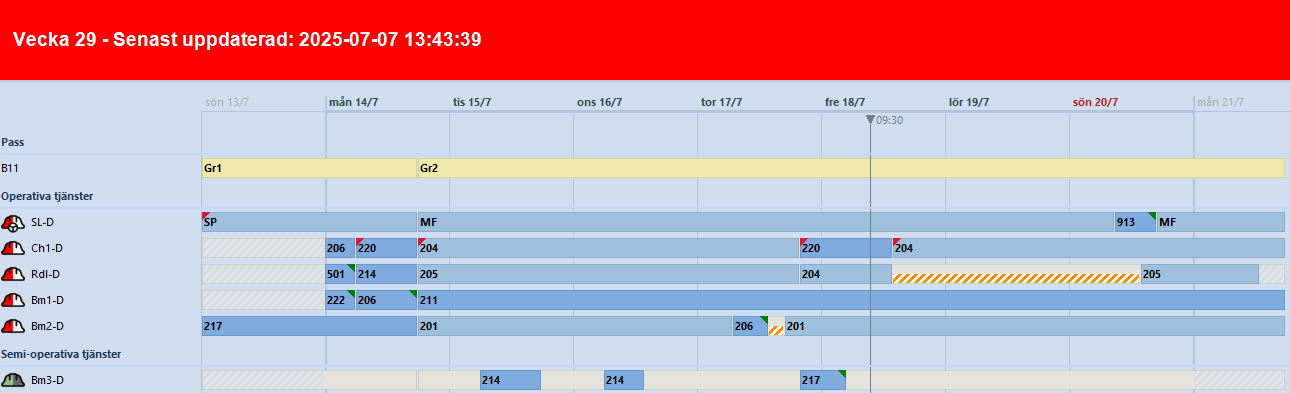 Vecka 29 - Senast uppdaterad: 2025-07-07 13:43:39
sön 13/7 mån 14/7 tis 15/7 ons 16/7 tor 17/7 fre 18/7 lör 19/7 sön 20/7 mån 21/7
09:30
Pass
B11 Gr1 Gr2
Operativa tjänster
SL-D SP MF 913 MF
Ch1-D 206 220 204 220 204
Rdl-D 501 214 205 204 205
Bm1-D 222 206 211
Bm2-D 217 201 206 201
Semi-operativa tjänster
Bm3-D 214 214 217